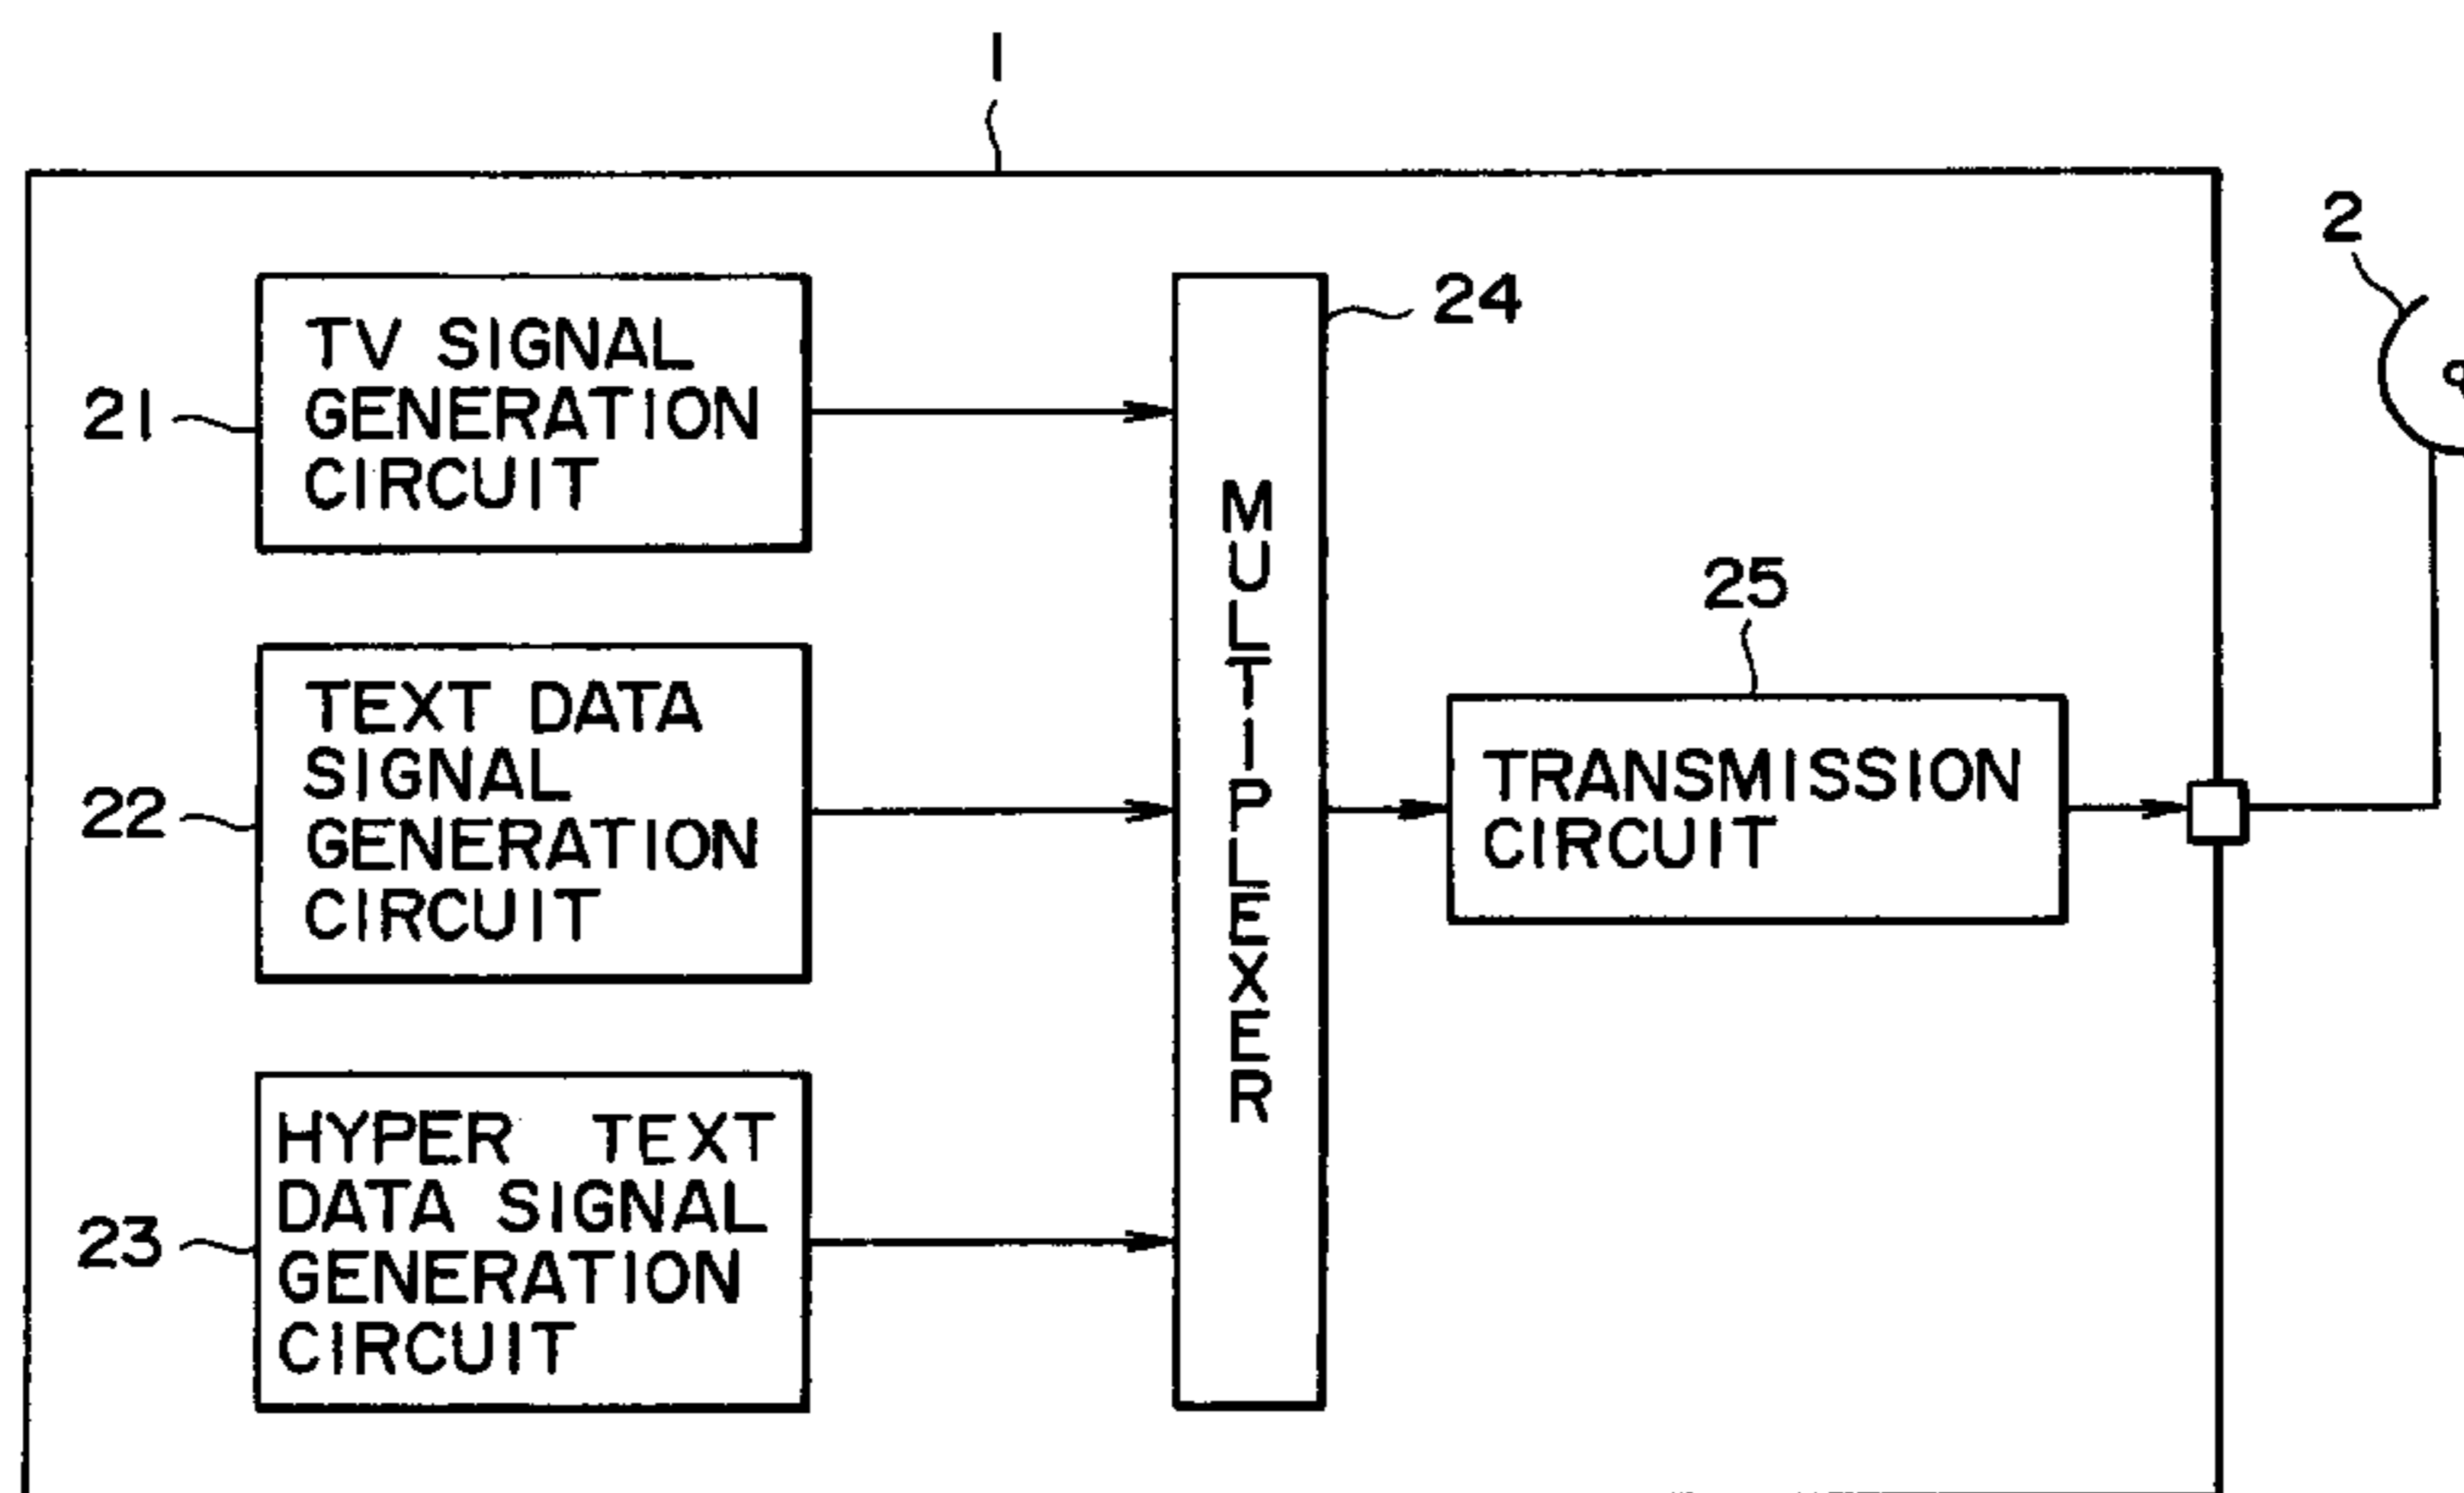 1
2
24
TV SIGNAL
GENERATION
CIRCUIT
21
MULTIPLEXER
25
TEXT DATA
SIGNAL
GENERATION
CIRCUIT
22
TRANSMISSION
CIRCUIT
HYPER TEXT
DATA SIGNAL
GENERATION
CIRCUIT
23